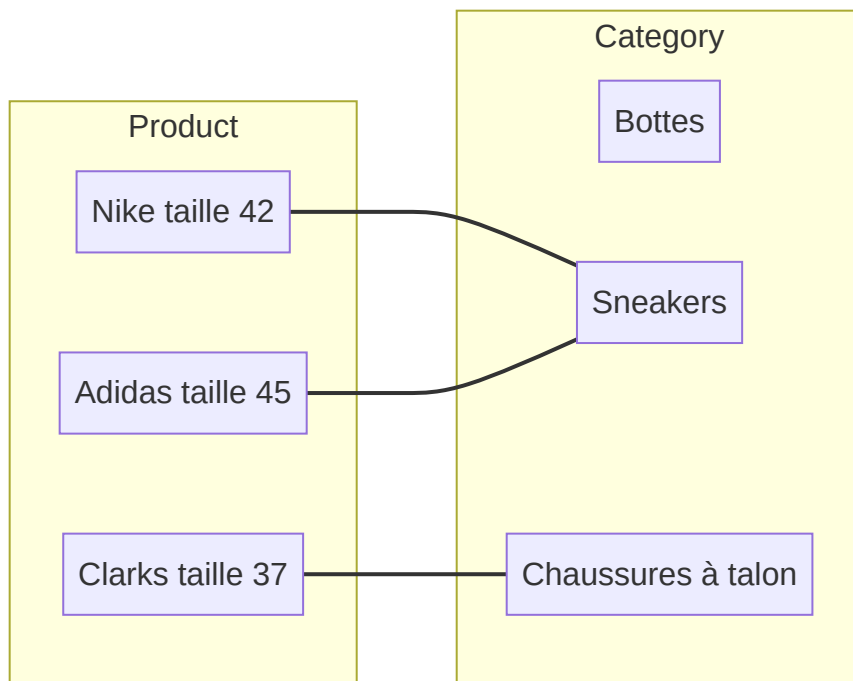 Product
Nike taille 42
Adidas taille 45
Clarks taille 37
Category
Bottes
Sneakers
Chaussures à talon